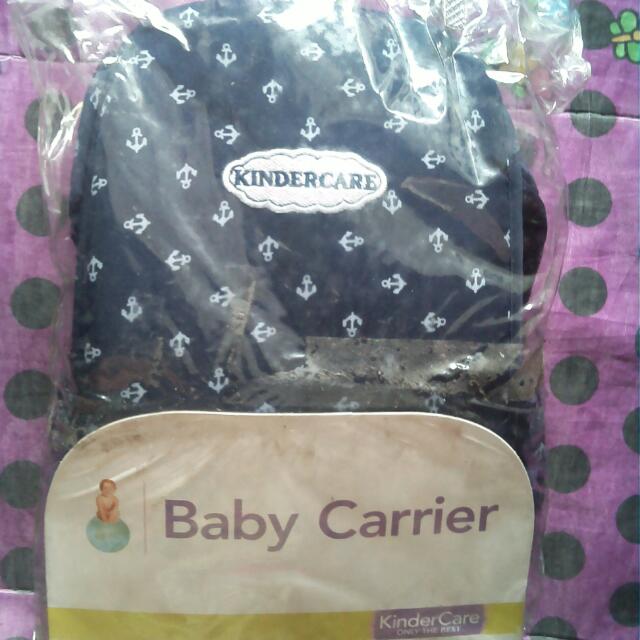 KINDERCARE
Baby Carrier
KinderCare
ONLY THE BEST